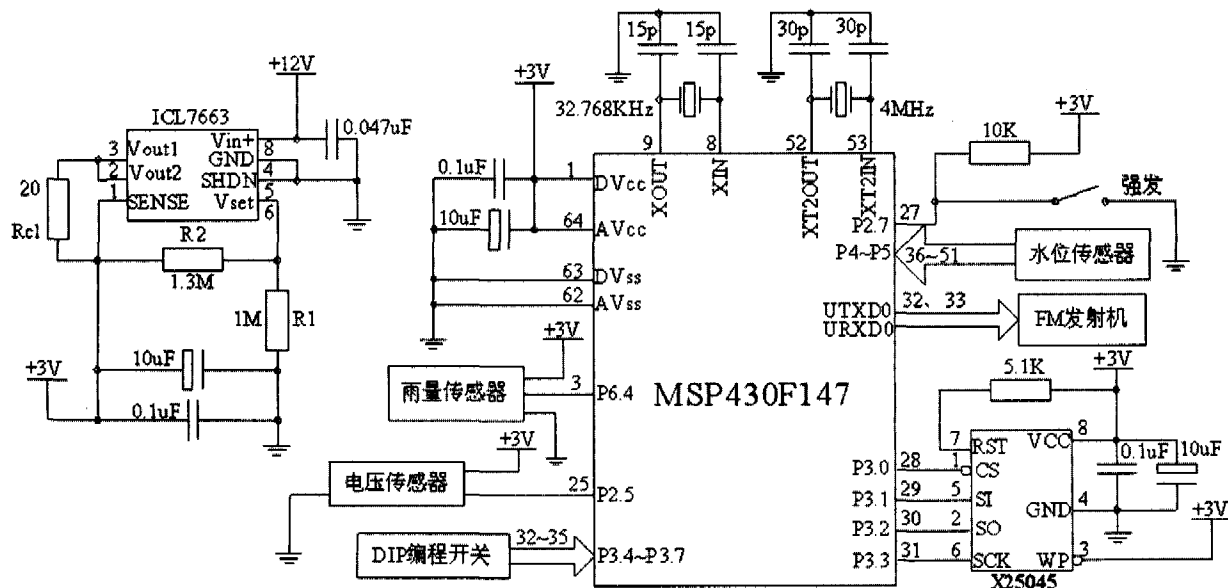 15p
15p
30p
30p
+12V
+3V
32.768KHz
4MHz
+3V
ICL7663
0.047uF
10K
9
8
52
53
3
Vout1
Vin+
8
2
Vout2
GND
4
1
SENSE
SHDN
5
Vset
6
20
Rcl
R2
1.3M
1M
R1
10uF
+3V
0.1uF
0.1uF
1
DVcc
10uF
64
AVcc
63
DVss
62
AVss
XOUT
XIN
XT2OUT
XT2IN
强发
P2.7
27
P4~P5
36~51
水位传感器
UTXD0
32、33
URXD0
FM发射机
+3V
雨量传感器
3
P6.4
MSP430F147
+3V
5.1K
+3V
电压传感器
25
P2.5
32~35
DIP编程开关
P3.4~P3.7
7
RST
VCC
8
0.1uF
10uF
P3.0
28
1
CS
P3.1
29
5
SI
GND
4
P3.2
30
2
SO
+3V
P3.3
31
6
SCK
WP
3
X25045